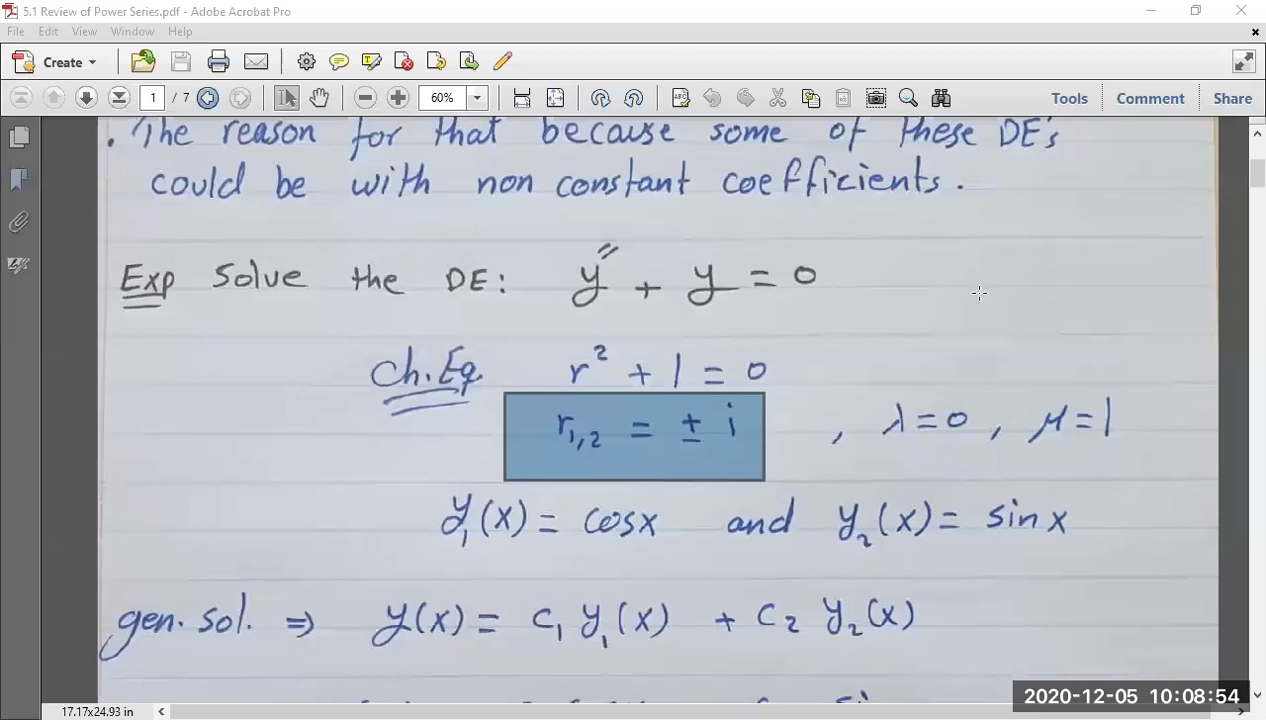 5.1 Review of Power Series.pdf - Adobe Acrobat Pro
File Edit View Window Help
Create
1 / 7 60% Tools Comment Share
. The reason for that because some of these DE's
could be with non constant coefficients.
Exp Solve the DE: y'' + y = 0
Ch.Eq. r² + 1 = 0
r₁,₂ = ± i , λ = 0 , μ = 1
y₁(x) = cosx and y₂(x) = sinx
gen. sol. ⇒ y(x) = c₁ y₁(x) + c₂ y₂(x)
2020-12-05 10:08:54
17.17x24.93 in